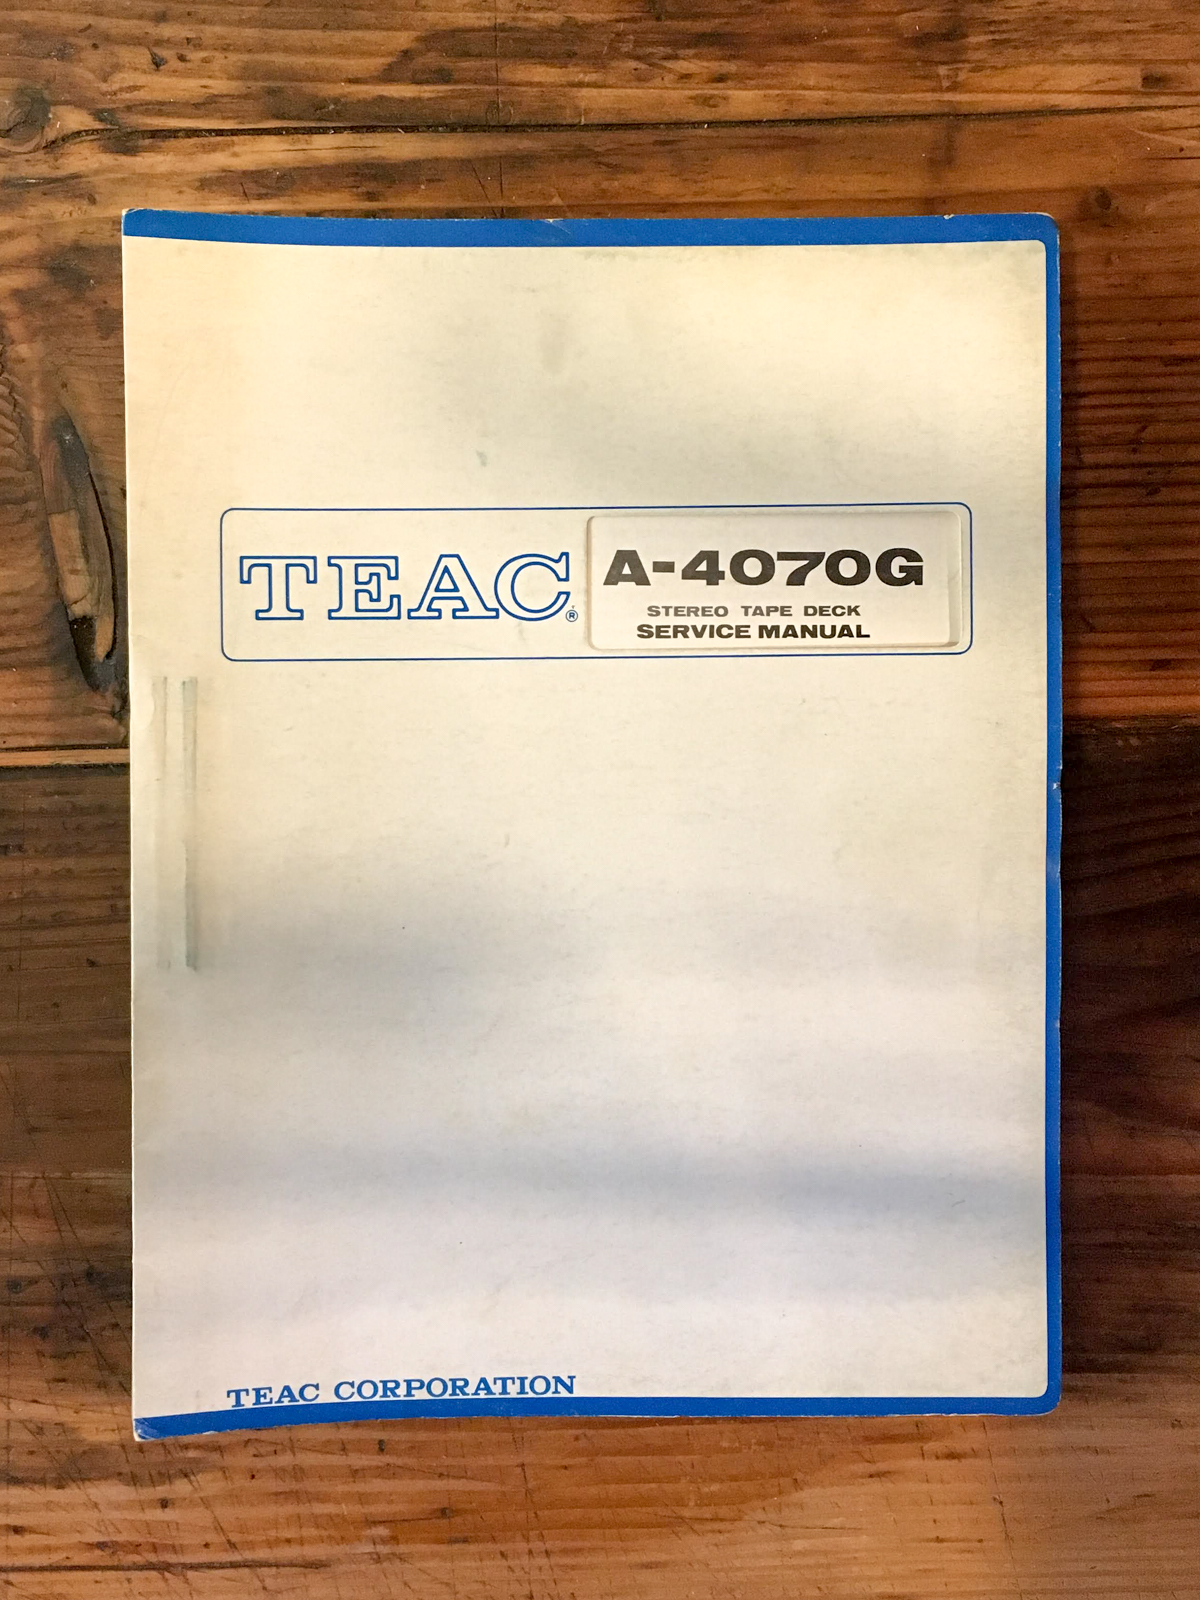 TEAC®
A-4070G
STEREO TAPE DECK
SERVICE MANUAL
TEAC CORPORATION